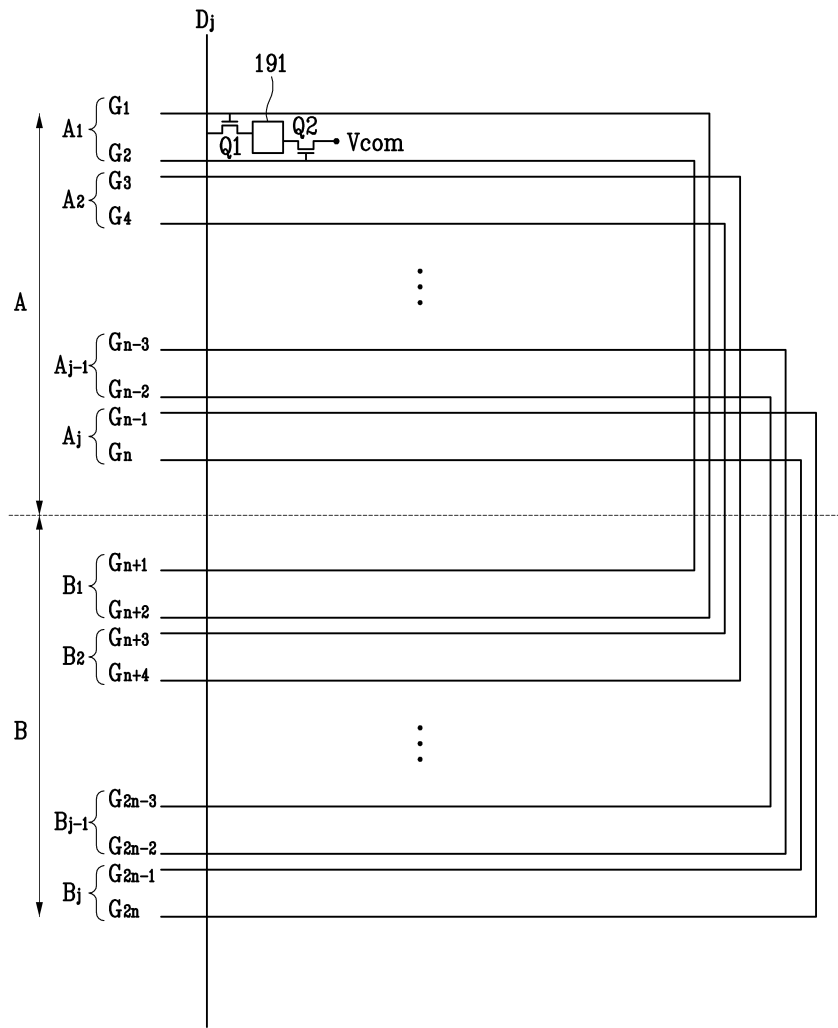 Dj
191
A1
G1
G2
Q1
Q2
Vcom
A2
G3
G4
A
Aj-1
Gn-3
Gn-2
Aj
Gn-1
Gn
B1
Gn+1
Gn+2
B2
Gn+3
Gn+4
B
Bj-1
G2n-3
G2n-2
Bj
G2n-1
G2n